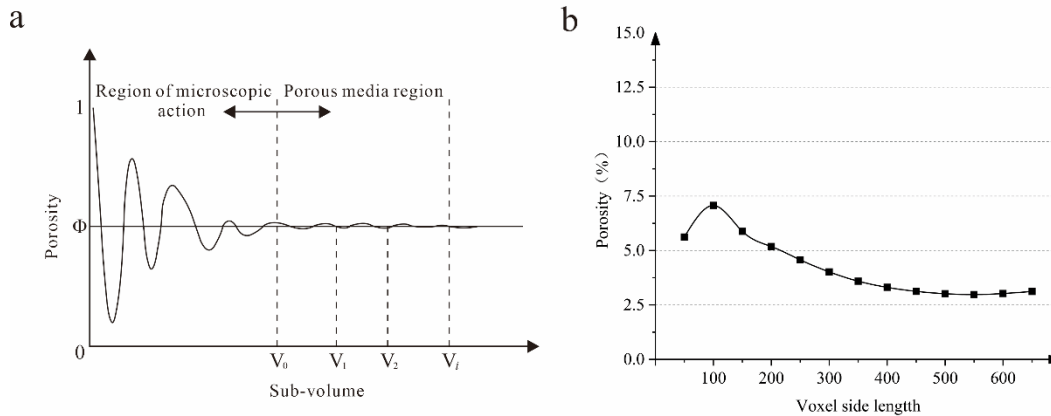 a
Region of microscopic
action
Porous media region
1
Φ
0
Porosity
V₀
V₁
V₂
Vᵢ
Sub-volume
b
15.0
12.5
10.0
7.5
5.0
2.5
0.0
Porosity（%）
100
200
300
400
500
600
Voxel side lengtth